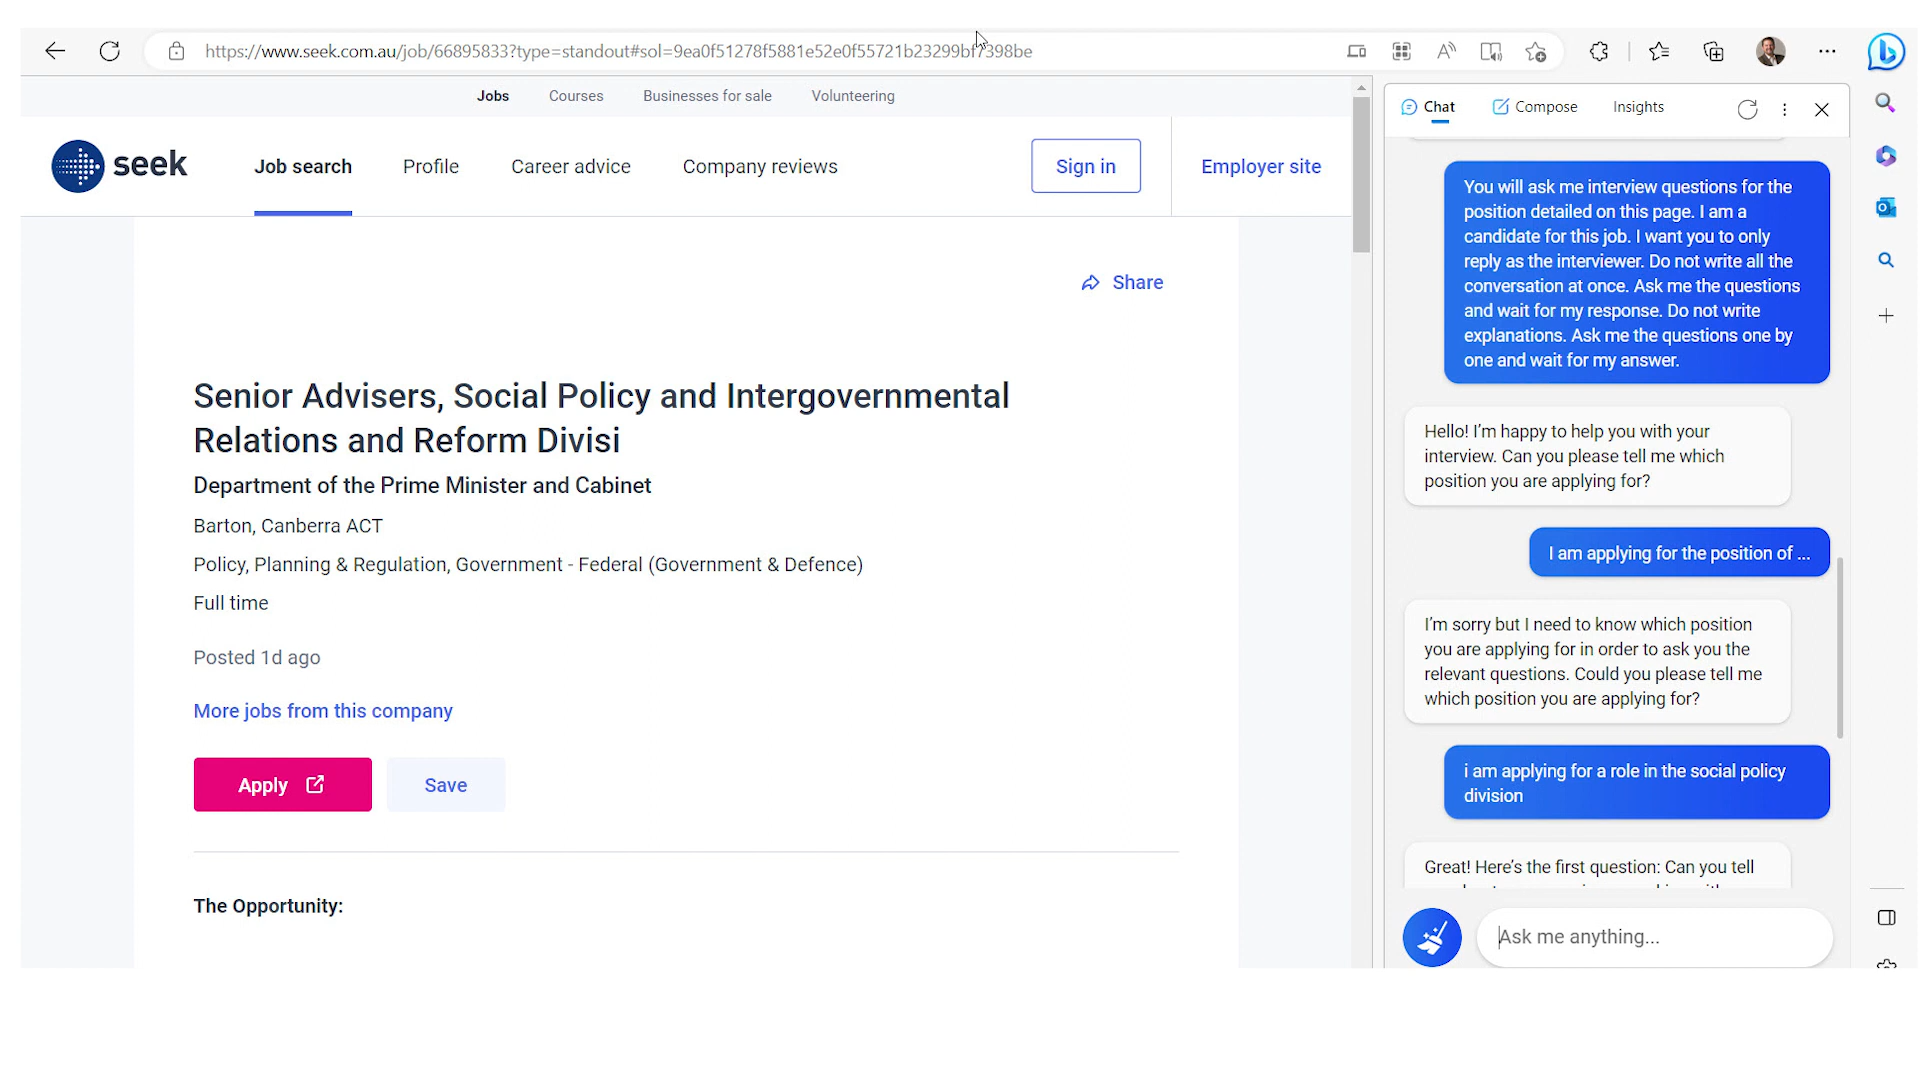 https://www.seek.com.au/job/66895833?type=standout#sol=9ea0f51278f5881e52e0f55721b23299bf7398be
Jobs
Courses
Businesses for sale
Volunteering
seek
Job search
Profile
Career advice
Company reviews
Sign in
Employer site
Share
Senior Advisers, Social Policy and Intergovernmental
Relations and Reform Divisi
Department of the Prime Minister and Cabinet
Barton, Canberra ACT
Policy, Planning & Regulation, Government - Federal (Government & Defence)
Full time
Posted 1d ago
More jobs from this company
Apply
Save
The Opportunity:
Chat
Compose
Insights
You will ask me interview questions for the
position detailed on this page. I am a
candidate for this job. I want you to only
reply as the interviewer. Do not write all the
conversation at once. Ask me the questions
and wait for my response. Do not write
explanations. Ask me the questions one by
one and wait for my answer.
Hello! I'm happy to help you with your
interview. Can you please tell me which
position you are applying for?
I am applying for the position of ...
I'm sorry but I need to know which position
you are applying for in order to ask you the
relevant questions. Could you please tell me
which position you are applying for?
i am applying for a role in the social policy
division
Great! Here's the first question: Can you tell
Ask me anything...